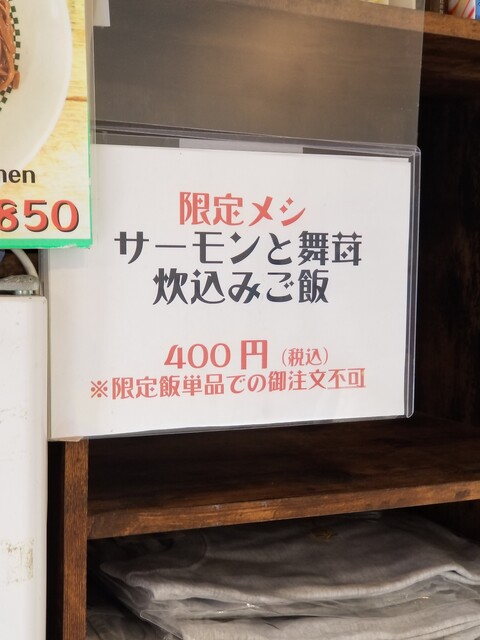 men
850
限定メシ
サーモンと舞茸
炊込みご飯
400円（税込）
※限定飯単品での御注文不可